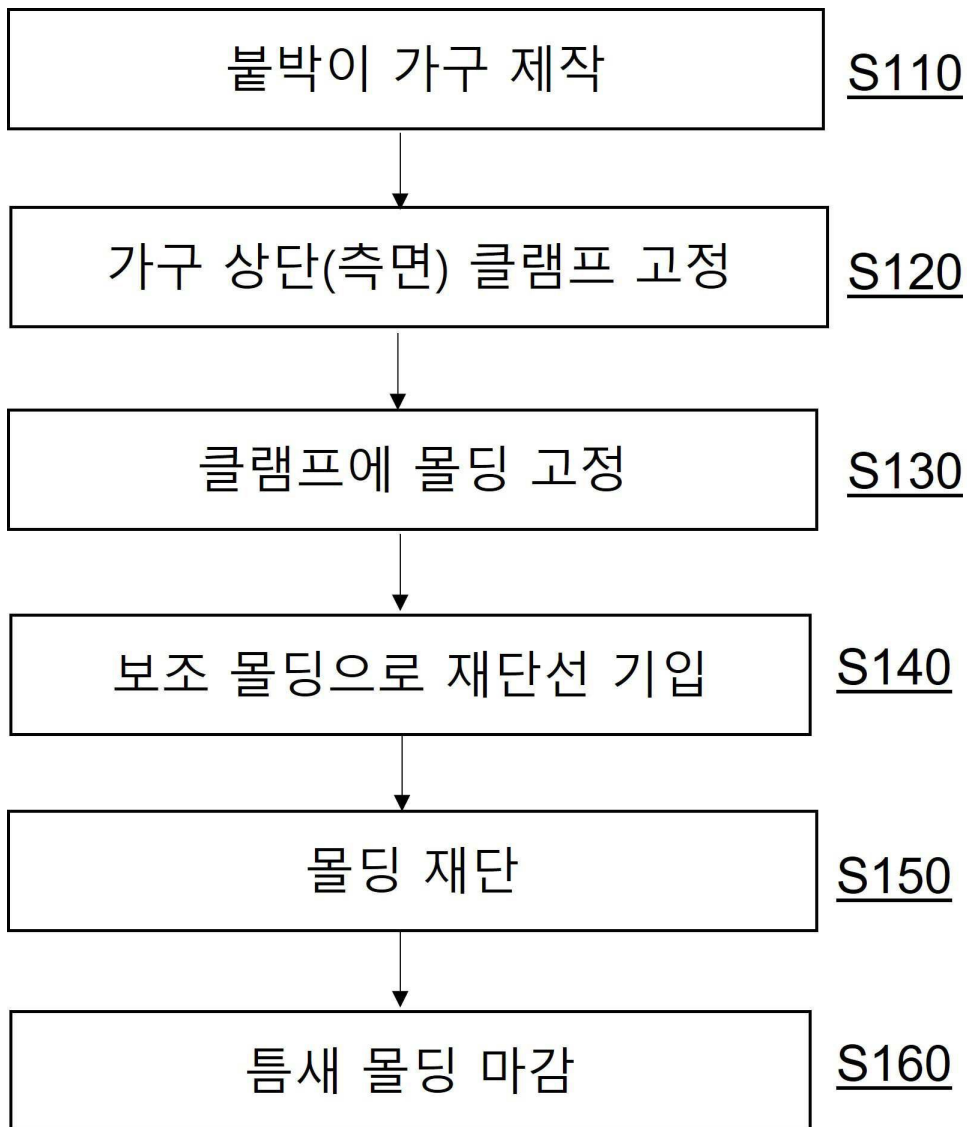 붙박이 가구 제작 S110
가구 상단(측면) 클램프 고정 S120
클램프에 몰딩 고정 S130
보조 몰딩으로 재단선 기입 S140
몰딩 재단 S150
틈새 몰딩 마감 S160